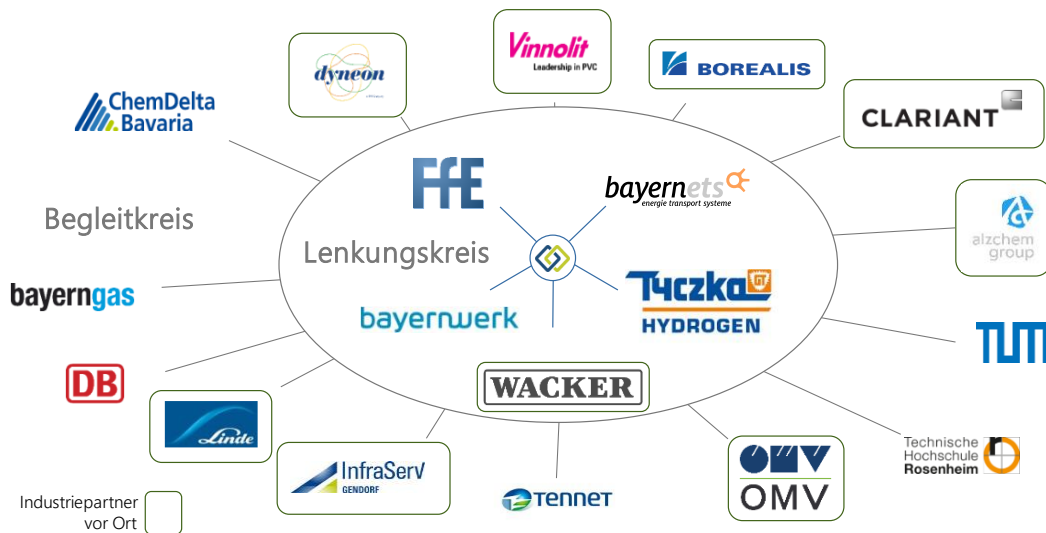 Vinnolit
Leadership in PVC
dyneon
BOREALIS
ChemDelta
Bavaria
CLARIANT
FfE
bayernets
energie transport systeme
Begleitkreis
Lenkungskreis
alzchem
group
bayerngas
Tyczka
HYDROGEN
bayernwerk
TUM
DB
WACKER
Linde
Technische
Hochschule
Rosenheim
InfraServ
GENDORF
TENNET
OMV
OMV
Industriepartner
vor Ort